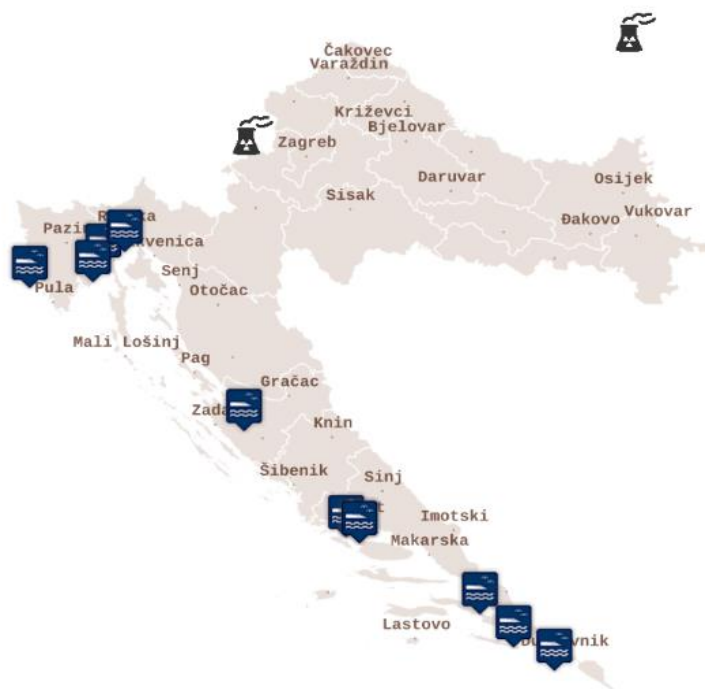 Čakovec
Varaždin
Križevci
Bjelovar
Zagreb
Daruvar
Osijek
Sisak
Vukovar
Đakovo
Senj
Pula
Otočac
Mali Lošinj
Pag
Gračac
Knin
Šibenik
Sinj
Imotski
Makarska
Lastovo